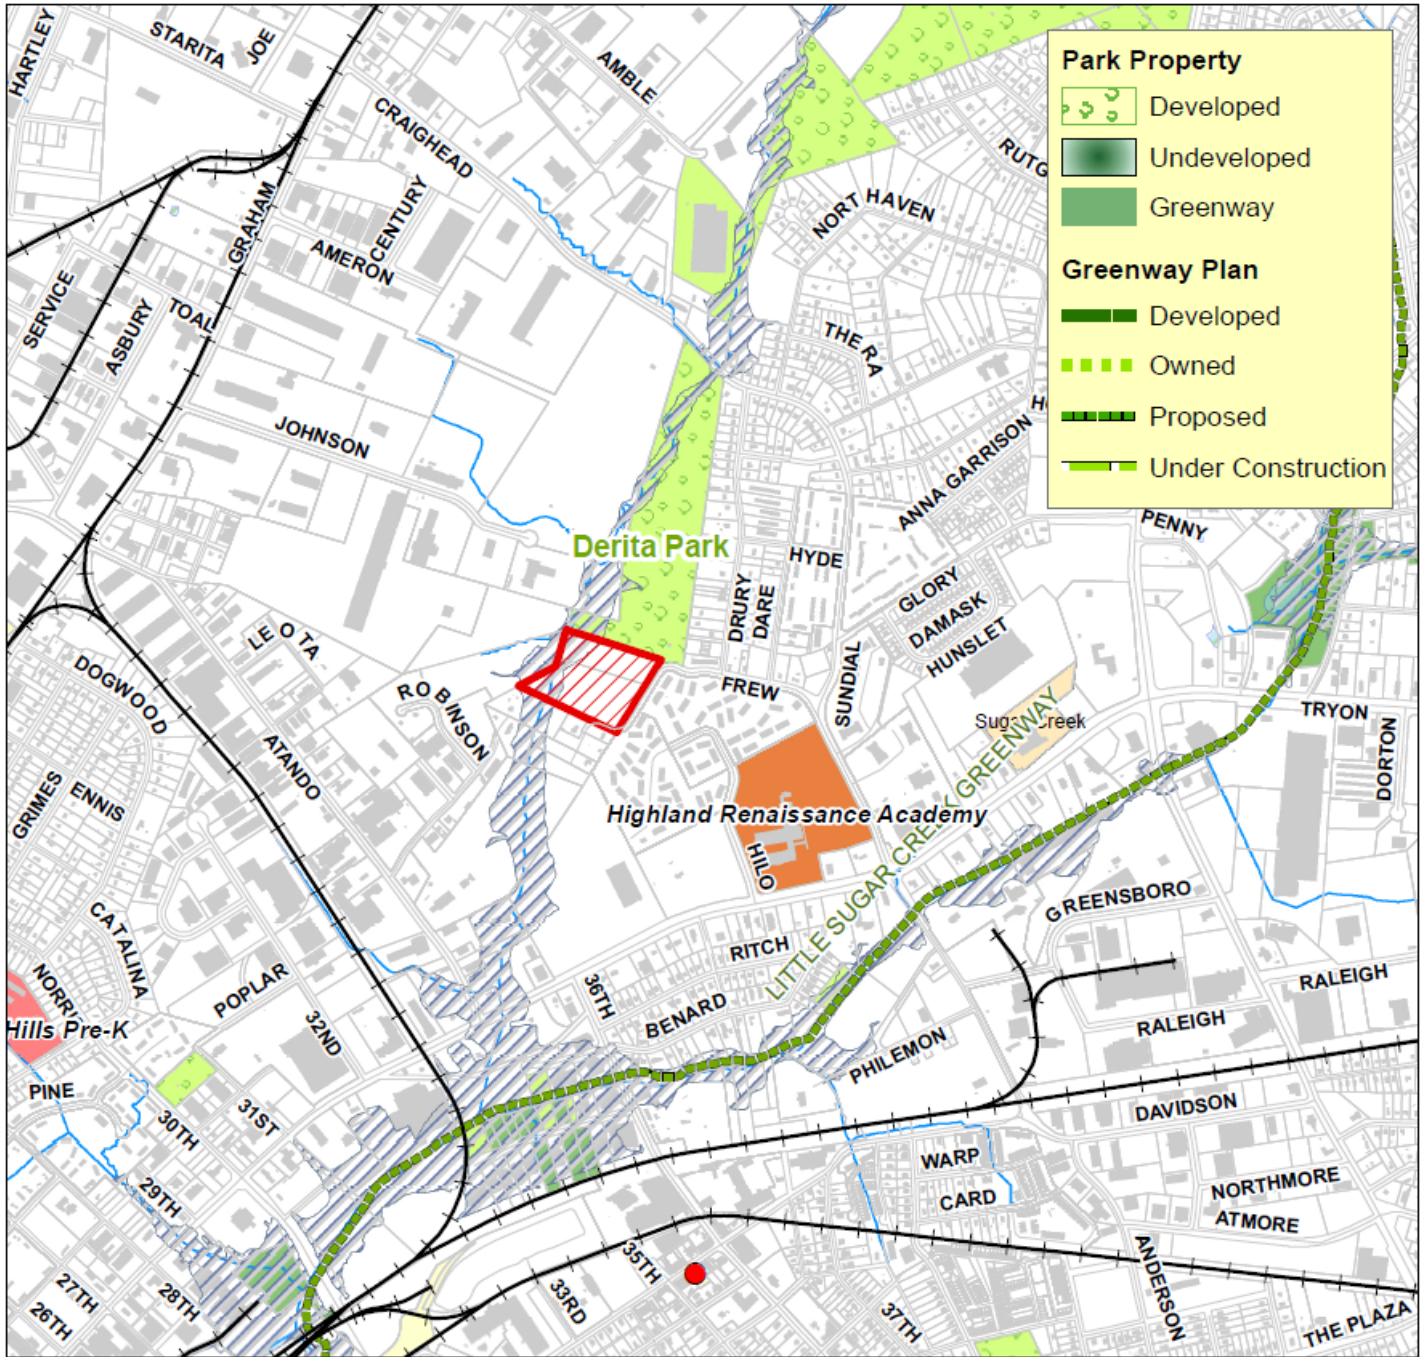 HARTLEY
STARITA
JOE
CRAIGHEAD
AMBLE
Park Property
Developed
Undeveloped
Greenway
Greenway Plan
Developed
Owned
Proposed
Under Construction
RUTG
NORT HAVEN
GRAHAM
CENTURY
AMERON
SERVICE
ASBURY
TOAL
THE RA
JOHNSON
ANNA GARRISON
PENNY
Derita Park
HYDE
DRURY
DARE
GLORY
DAMASK
HUNSLET
LE O TA
DOGWOOD
RO BINSON
FREW
SUNDIAL
Sugar Creek
TRYON
DORTON
ATANDO
GRIMES
ENNIS
Highland Renaissance Academy
HILO
LITTLE SUGAR CREEK GREENWAY
GREENSBORO
CATALINA
RITCH
NORRI
POPLAR
36TH
BENARD
RALEIGH
Hills Pre-K
32ND
RALEIGH
PHILEMON
PINE
30TH
31ST
DAVIDSON
WARP
29TH
CARD
NORTHMORE
ATMORE
27TH
26TH
28TH
35TH
33RD
37TH
ANDERSON
THE PLAZA